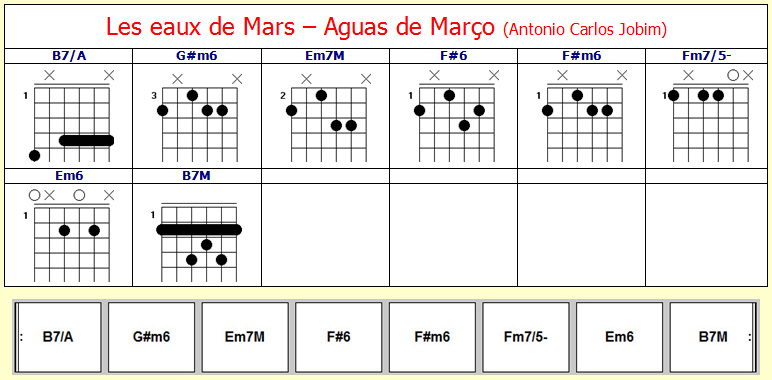 Les eaux de Mars – Aguas de Março (Antonio Carlos Jobim)
B7/A G#m6 Em7M F#6 F#m6 Fm7/5-
1 3 2 1 1 1
Em6 B7M
1 1
: B7/A G#m6 Em7M F#6 F#m6 Fm7/5- Em6 B7M :